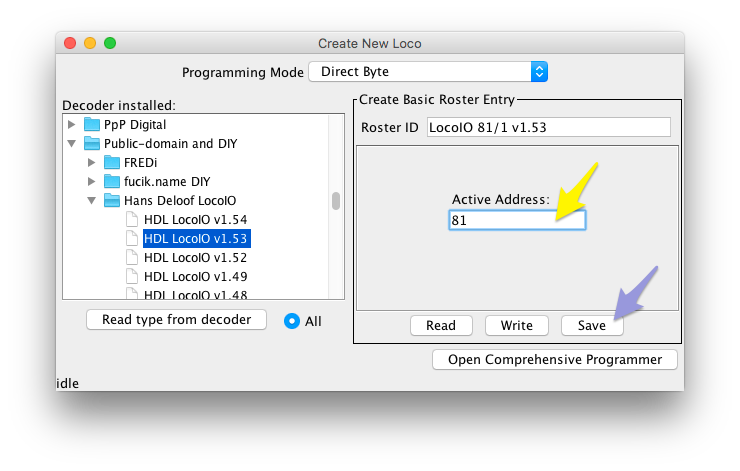 Create New Loco
Programming Mode Direct Byte
Decoder installed:
PpP Digital
Public-domain and DIY
FREDi
fucik.name DIY
Hans Deloof LocoIO
HDL LocoIO v1.54
HDL LocoIO v1.53
HDL LocoIO v1.52
HDL LocoIO v1.49
HDL LocoIO v1.48
Read type from decoder
All
Create Basic Roster Entry
Roster ID LocoIO 81/1 v1.53
Active Address:
81
Read Write Save
Open Comprehensive Programmer
idle